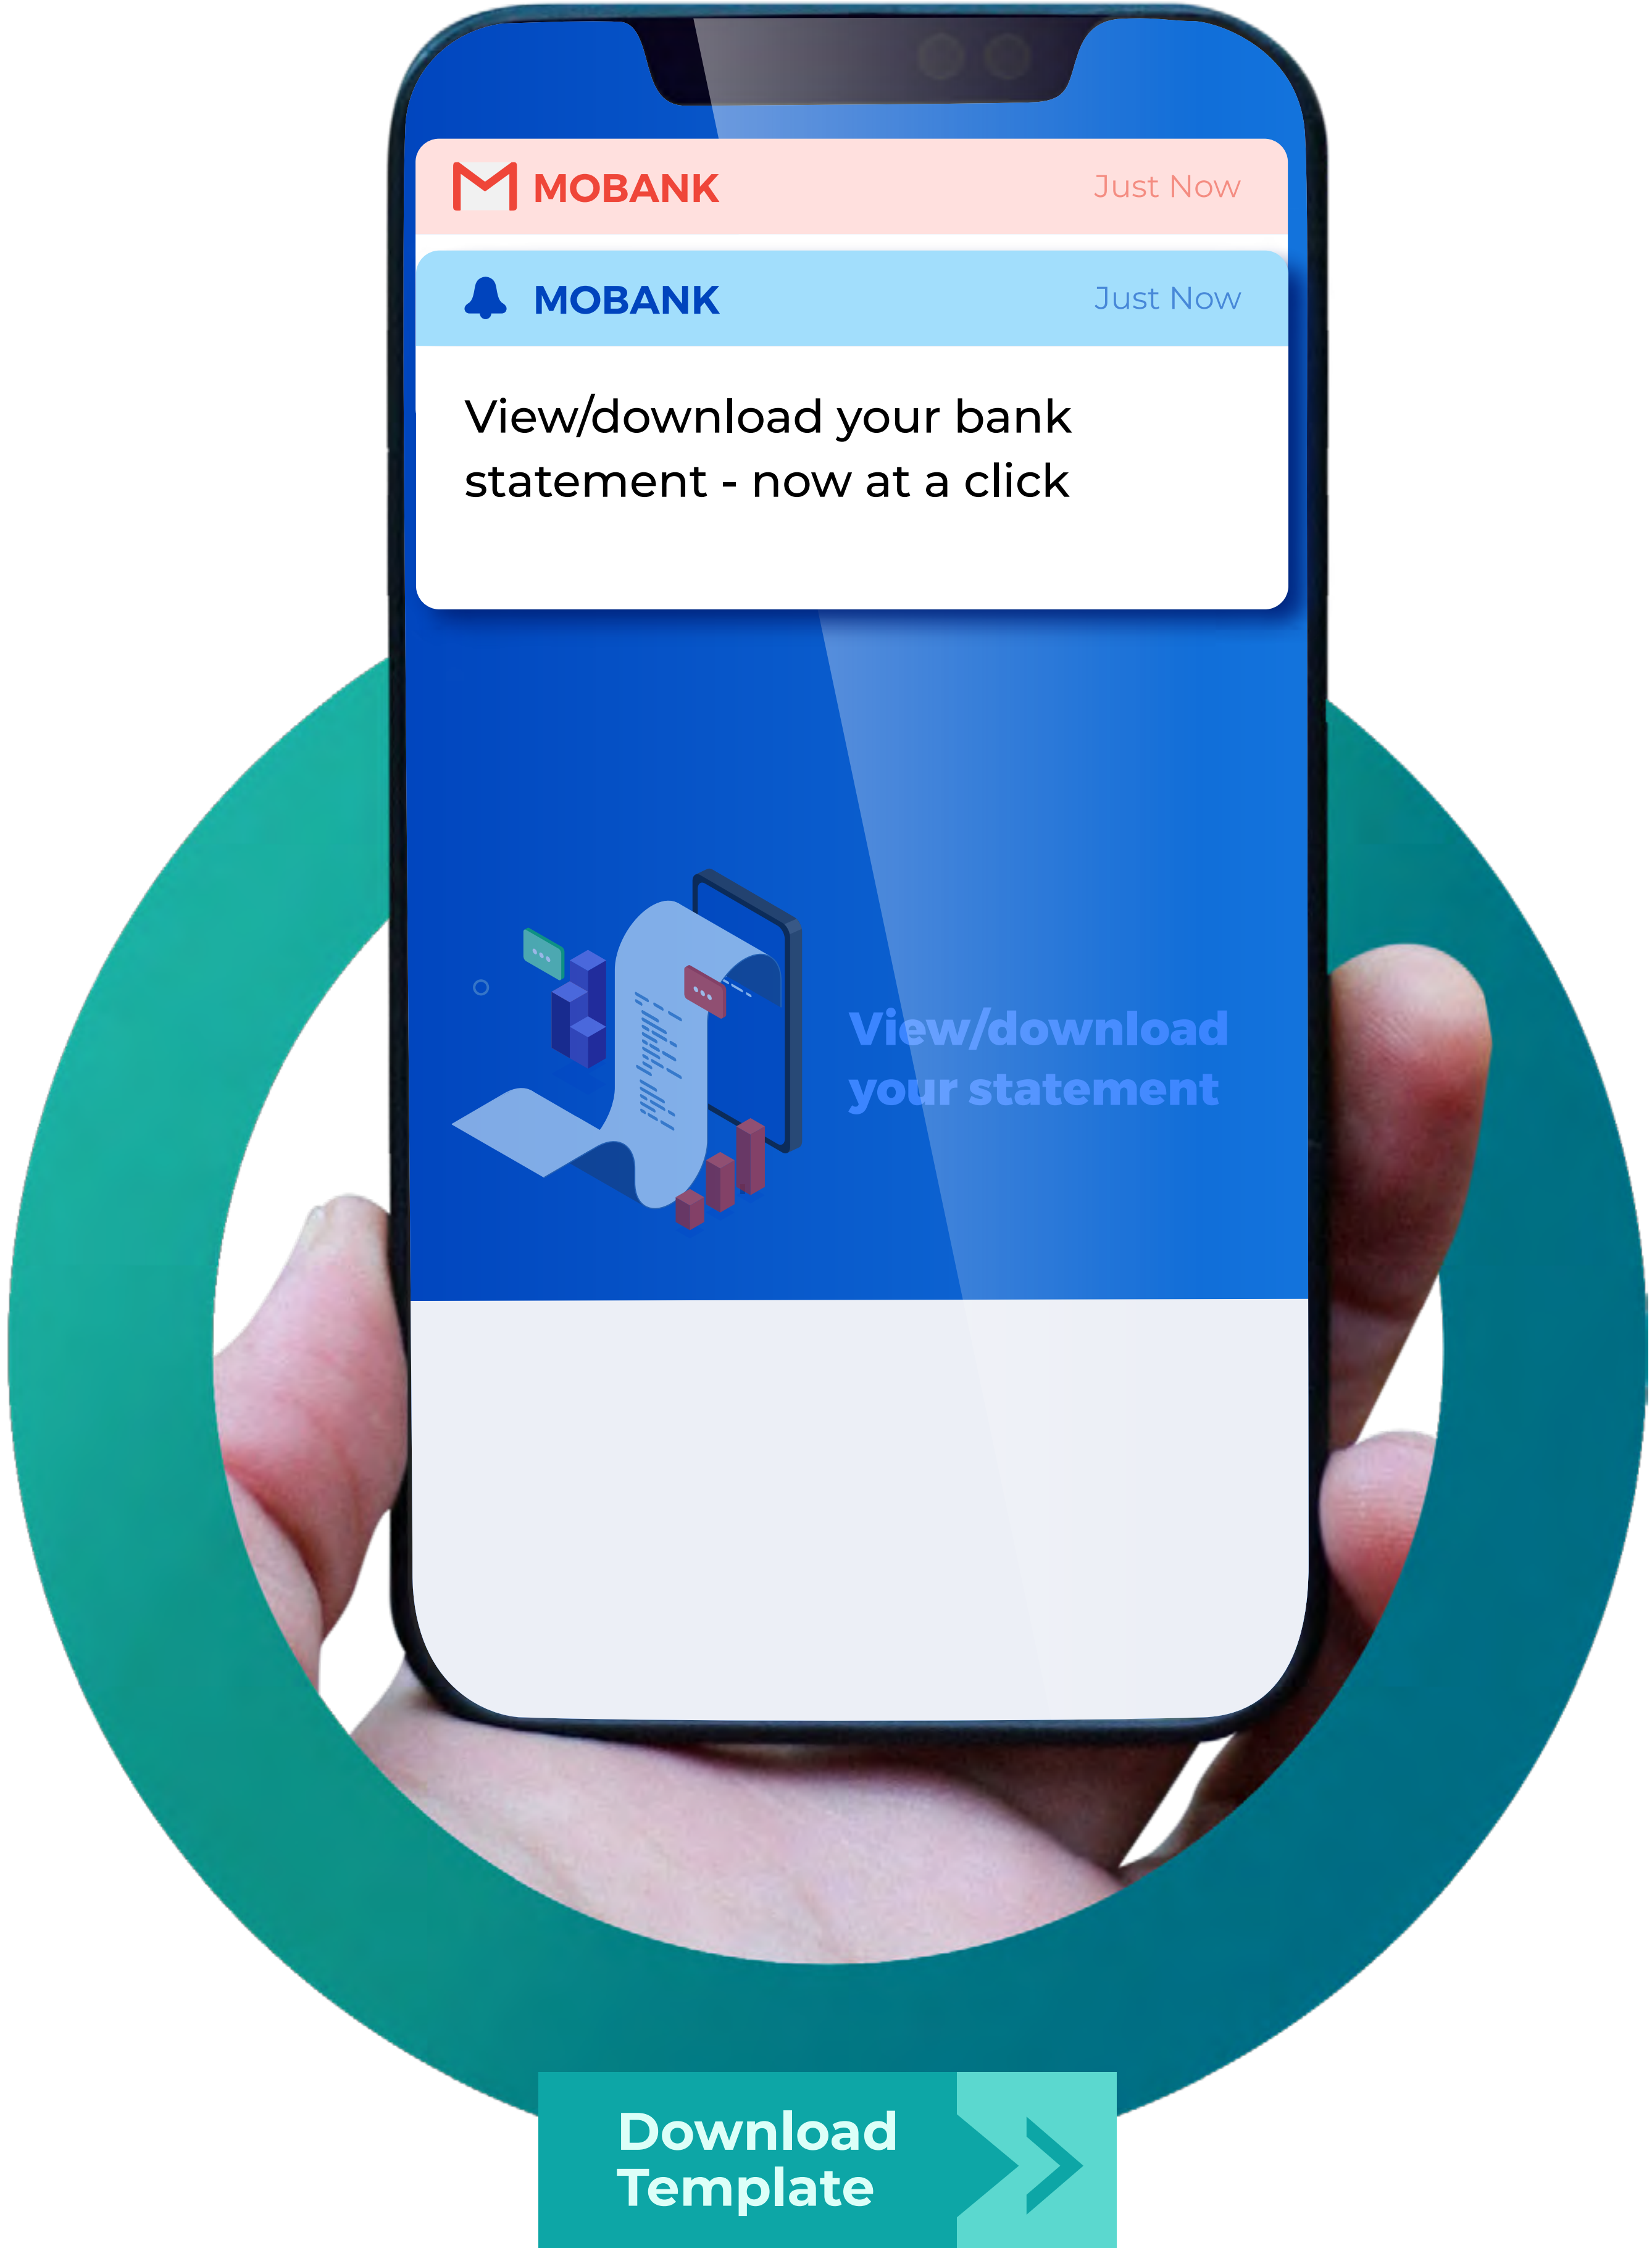 MOBANK Just Now
MOBANK Just Now
View/download your bank
statement - now at a click
View/download
your statement
Download
Template